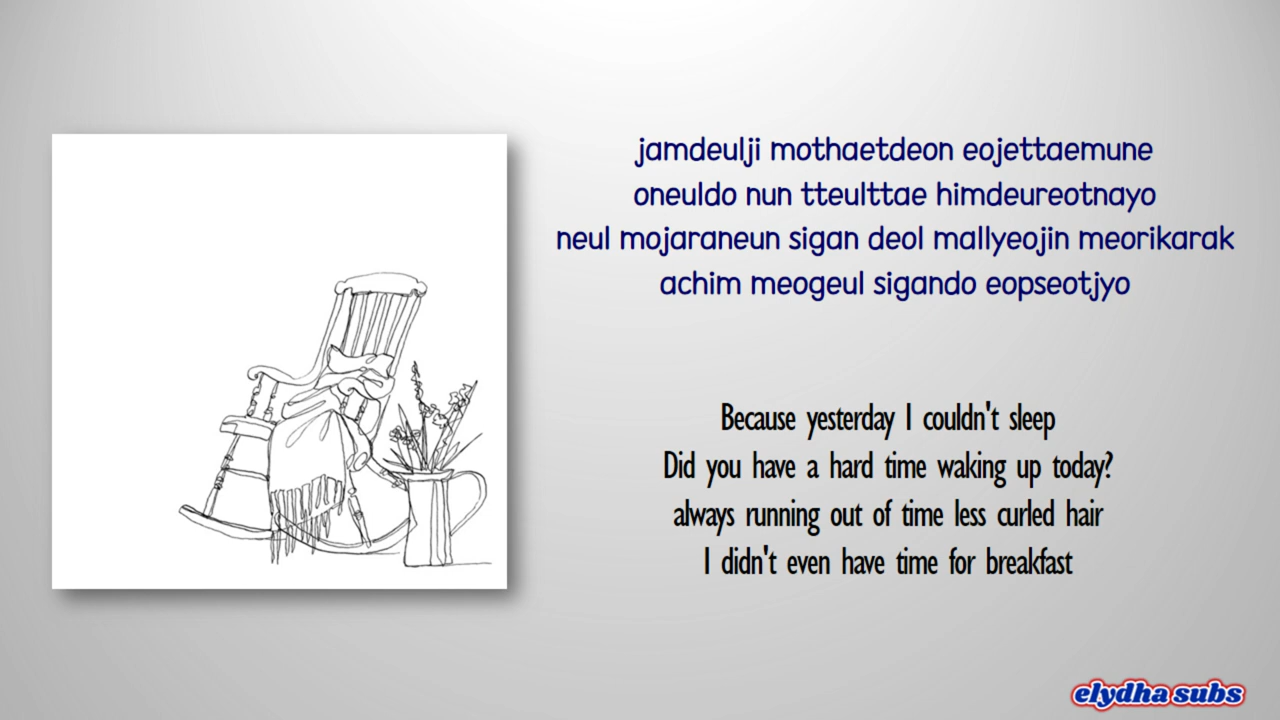 jamdeulji mothaetdeon eojettaemune
oneuldo nun tteulttae himdeureotnayo
neul mojaraneun sigan deol mallyeojin meorikarak
achim meogeul sigando eopseotjyo
Because yesterday I couldn't sleep
Did you have a hard time waking up today?
always running out of time less curled hair
I didn't even have time for breakfast
elydha subs